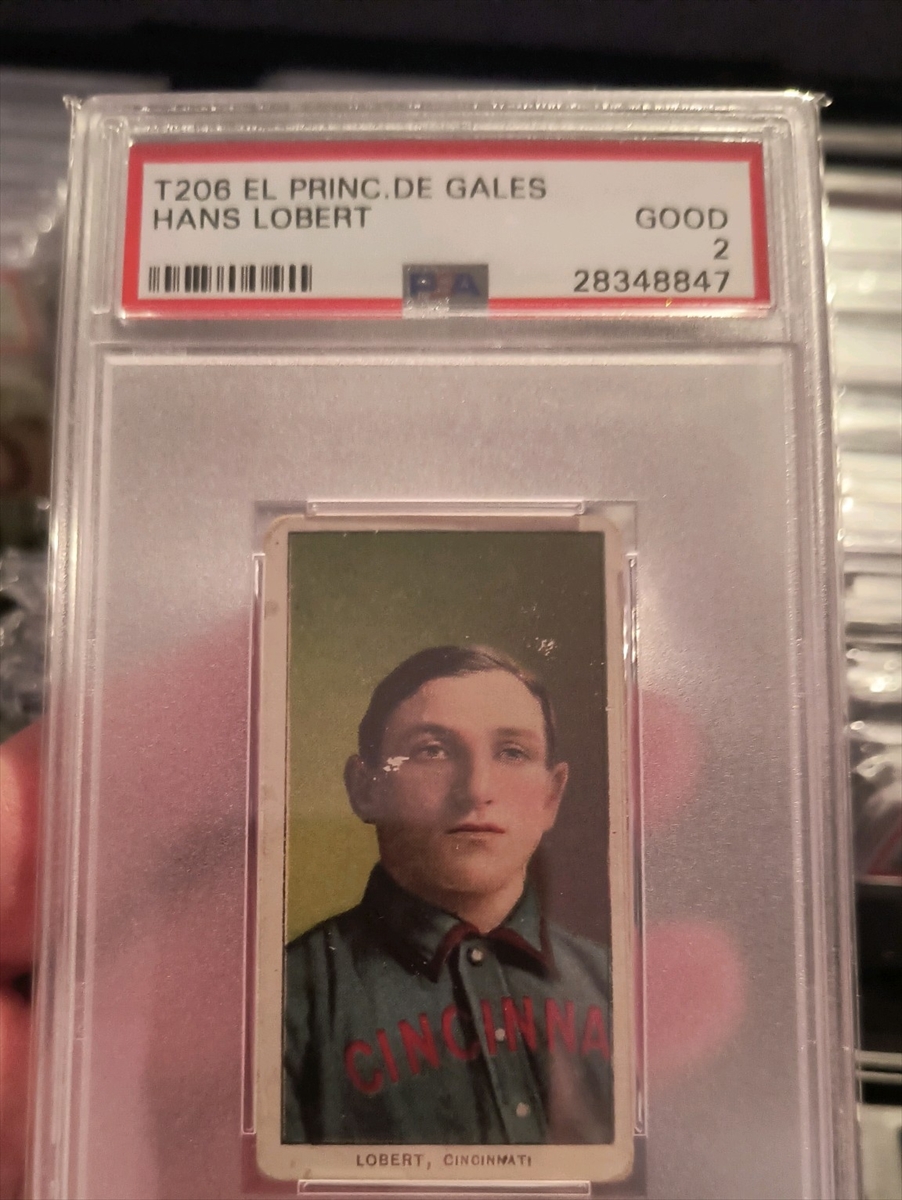 T206 EL PRINC.DE GALES
HANS LOBERT GOOD
2
28348847
PSA
CINCINNA
LOBERT, CINCINNATI